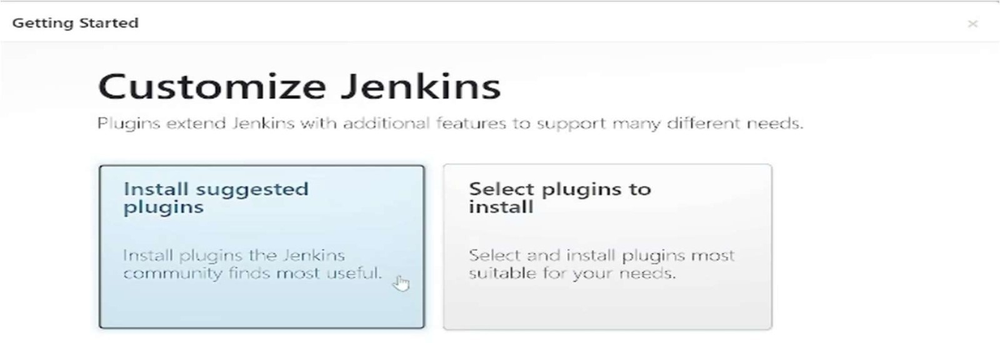 Getting Started
×
Customize Jenkins
Plugins extend Jenkins with additional features to support many different needs.
Install suggested
plugins
Install plugins the Jenkins
community finds most useful.
Select plugins to
install
Select and install plugins most
suitable for your needs.